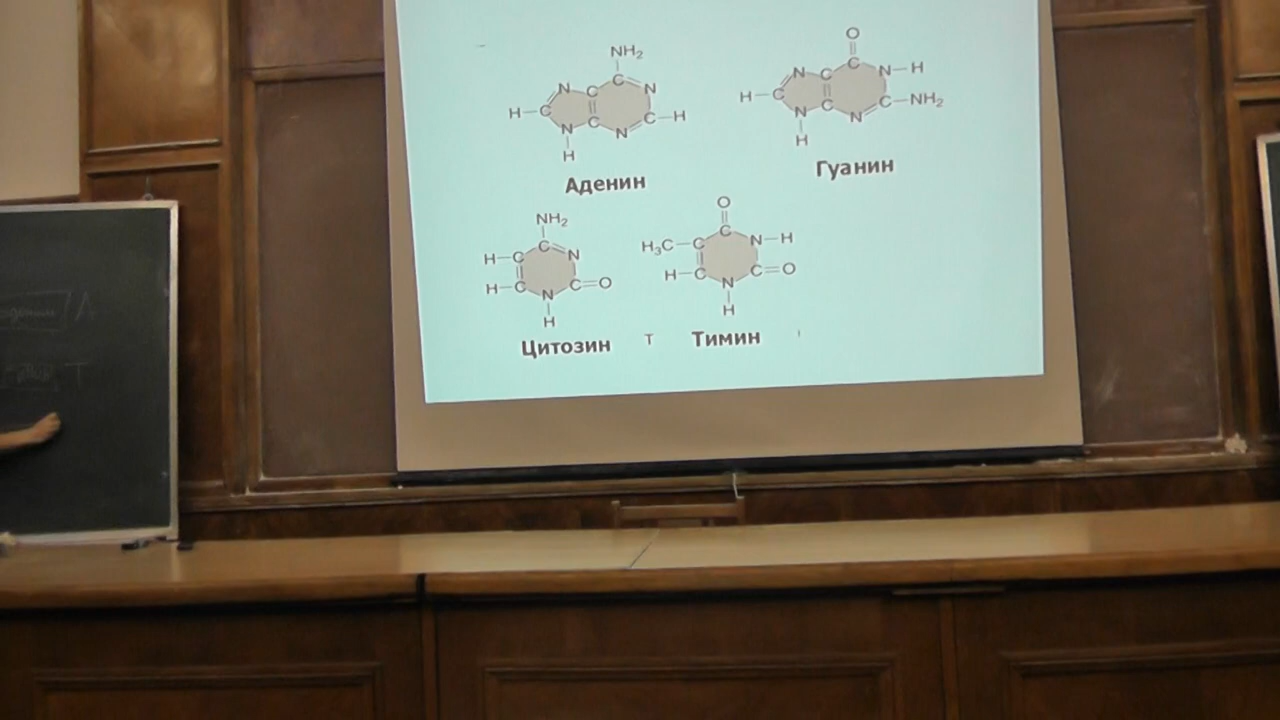 NH₂
N C C N
H–C C C–H
N N
H
Аденин
O
N C C N–H
H–C C C–NH₂
N N
H
Гуанин
NH₂
H–C C N
H–C N C=O
H
Цитозин
т
O
H₃C–C C N–H
H–C N C=O
H
Тимин
A
T